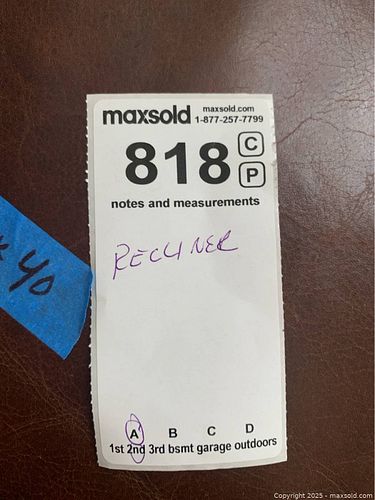 maxsold maxsold.com
1-877-257-7799
818 C
P
notes and measurements
RECLINER
40
A B C D
1st 2nd 3rd bsmt garage outdoors
Copyright © 2025 - maxsold.com